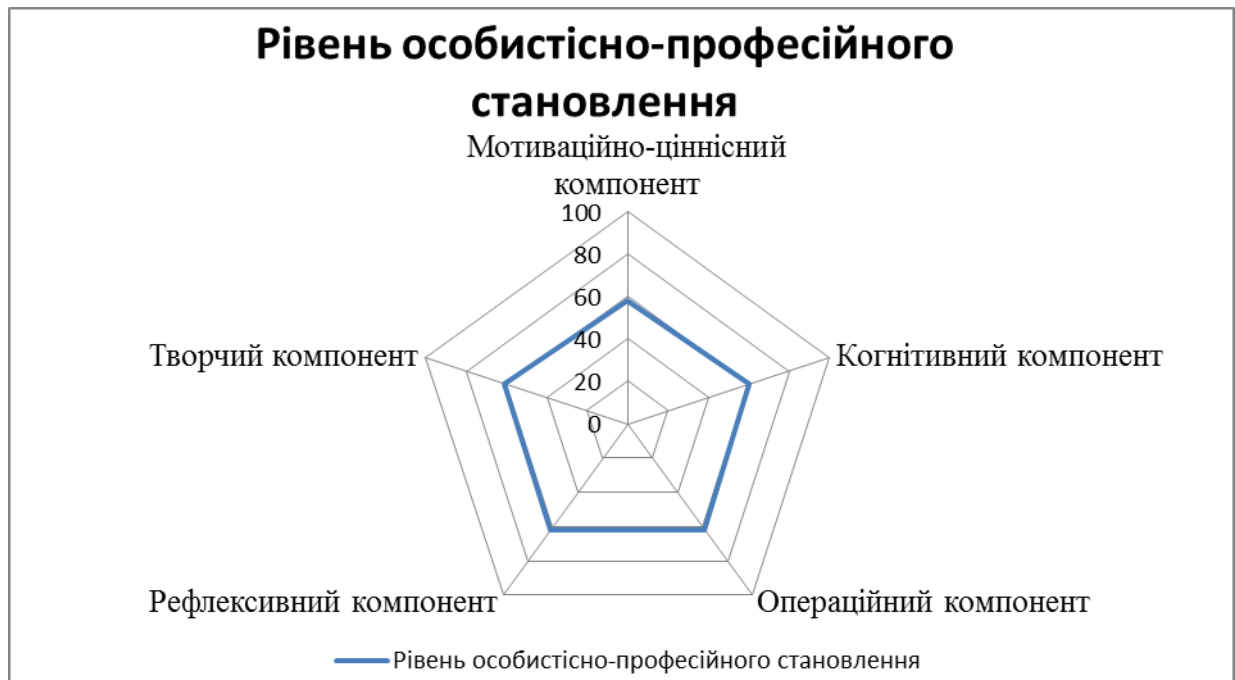 Рівень особистісно-професійного
становлення
Мотиваційно-ціннісний
компонент
100
80
60
40
20
0
Творчий компонент
Когнітивний компонент
Рефлексивний компонент
Операційний компонент
Рівень особистісно-професійного становлення